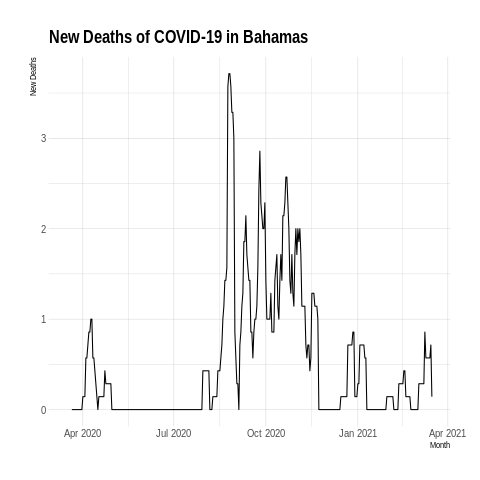 New Deaths of COVID-19 in Bahamas
New Deaths
3
2
1
0
Apr 2020 Jul 2020 Oct 2020 Jan 2021 Apr 2021
Month